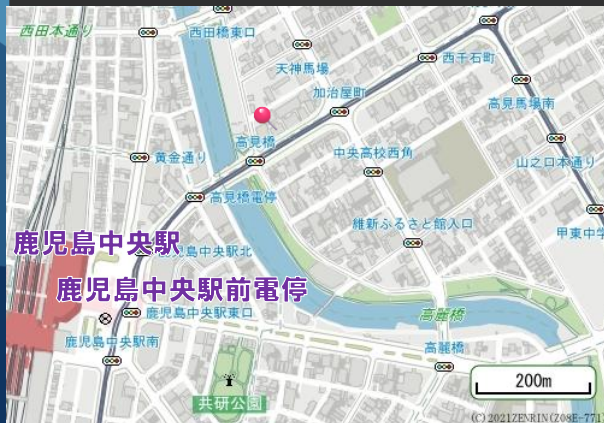 西田本通り
西田橋東口
天神馬場
西千石町
加治屋町
高見馬場南
高見橋
黄金通り
中央高校西角
山之口本通り
高見橋電停
維新ふるさと館入口
甲東中学
鹿児島中央駅
鹿児島中央駅北
鹿児島中央駅前電停
鹿児島中央駅東口
高麗橋
鹿児島中央駅南
高麗橋
200m
共研公園
(C) 2021ZENRIN(Z08E-771